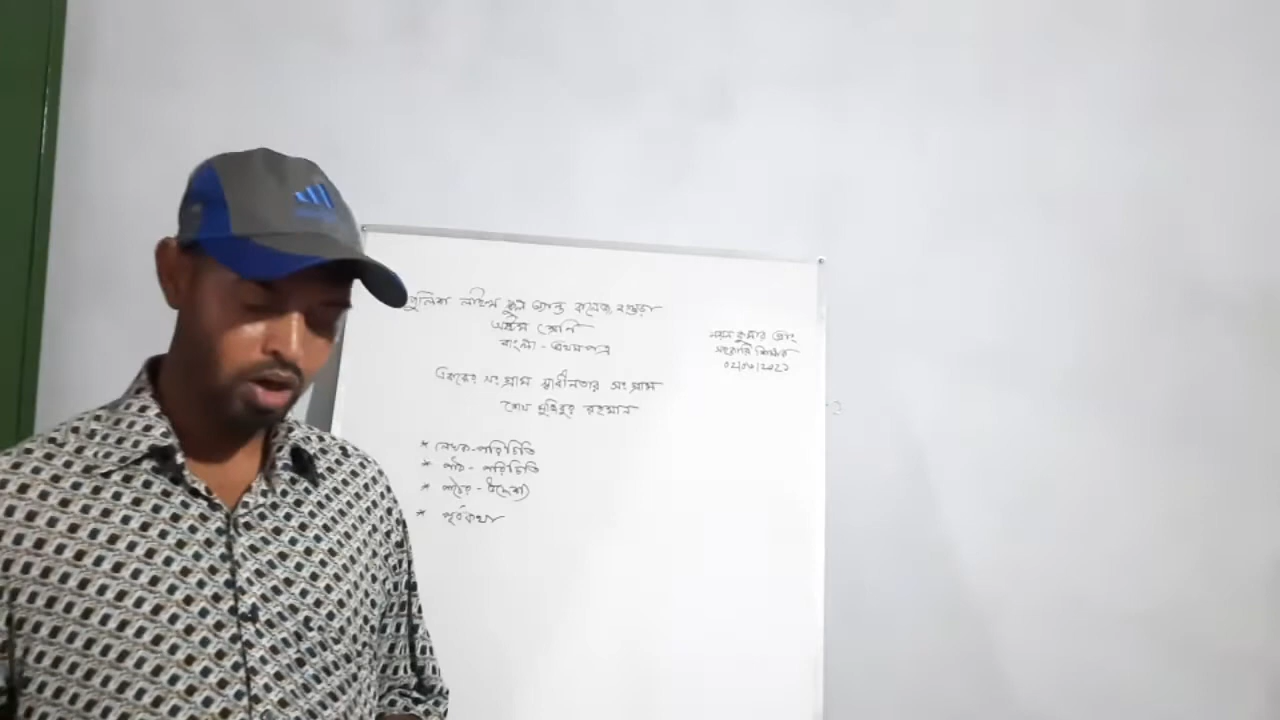 পুলিশ লাইন্স স্কুল অ্যান্ড কলেজ, বগুড়া
অষ্টম শ্রেণি
বাংলা - প্রথমপত্র
কুমার
সহকারি শিক্ষক
এবারের সংগ্রাম স্বাধীনতার সংগ্রাম
শেখ মুজিবুর রহমান
* লেখক-পরিচিতি
* পাঠ - পরিচিতি
* পাঠের - উদ্দেশ্য
* পূর্বকথা